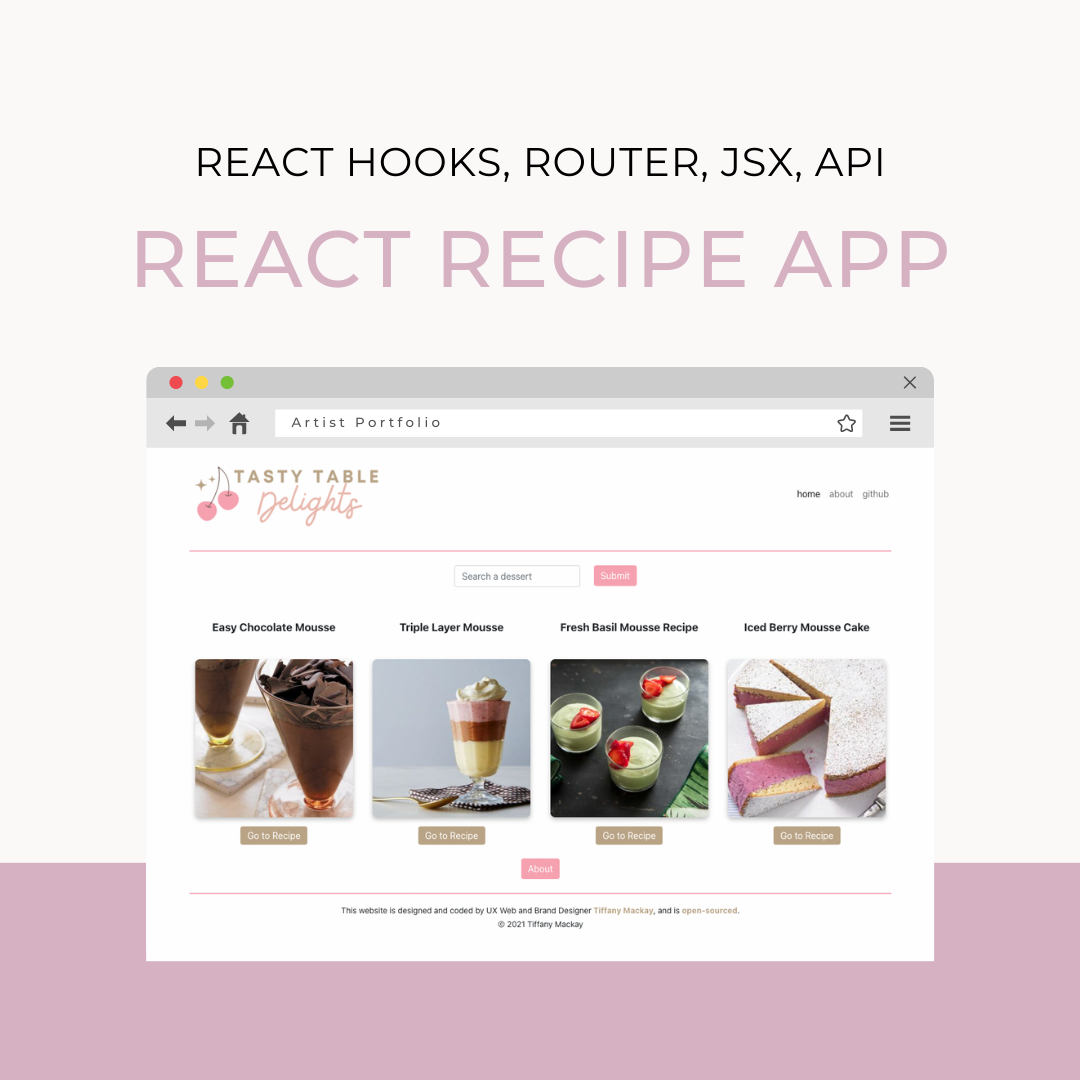 REACT HOOKS, ROUTER, JSX, API
REACT RECIPE APP
Artist Portfolio
TASTY TABLE
Delights
home about github
Search a dessert Submit
Easy Chocolate Mousse Triple Layer Mousse Fresh Basil Mousse Recipe Iced Berry Mousse Cake
Go to Recipe Go to Recipe Go to Recipe Go to Recipe
About
This website is designed and coded by UX Web and Brand Designer Tiffany Mackay, and is open-sourced.
© 2021 Tiffany Mackay